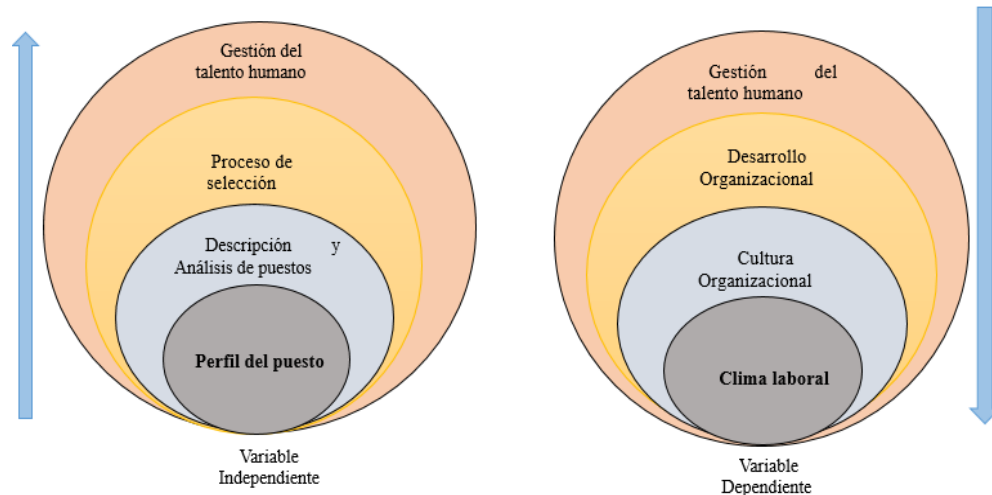 Gestión del
talento humano
Proceso de
selección
Descripción y
Análisis de puestos
Perfil del puesto
Variable
Independiente
Gestión del
talento humano
Desarrollo
Organizacional
Cultura
Organizacional
Clima laboral
Variable
Dependiente